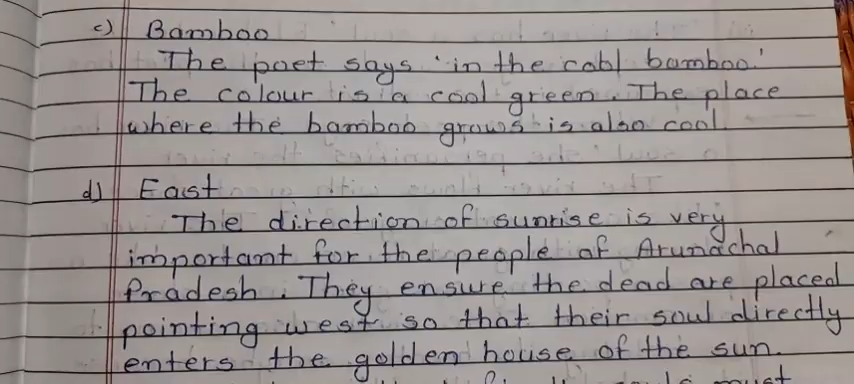 c) Bamboo
The poet says 'in the cool bamboo.'
The colour is a cool green. The place
where the bamboo grows is also cool.
d) East
The direction of sunrise is very
important for the people of Arunachal
Pradesh. They ensure the dead are placed
pointing west so that their soul directly
enters the golden house of the sun.
must